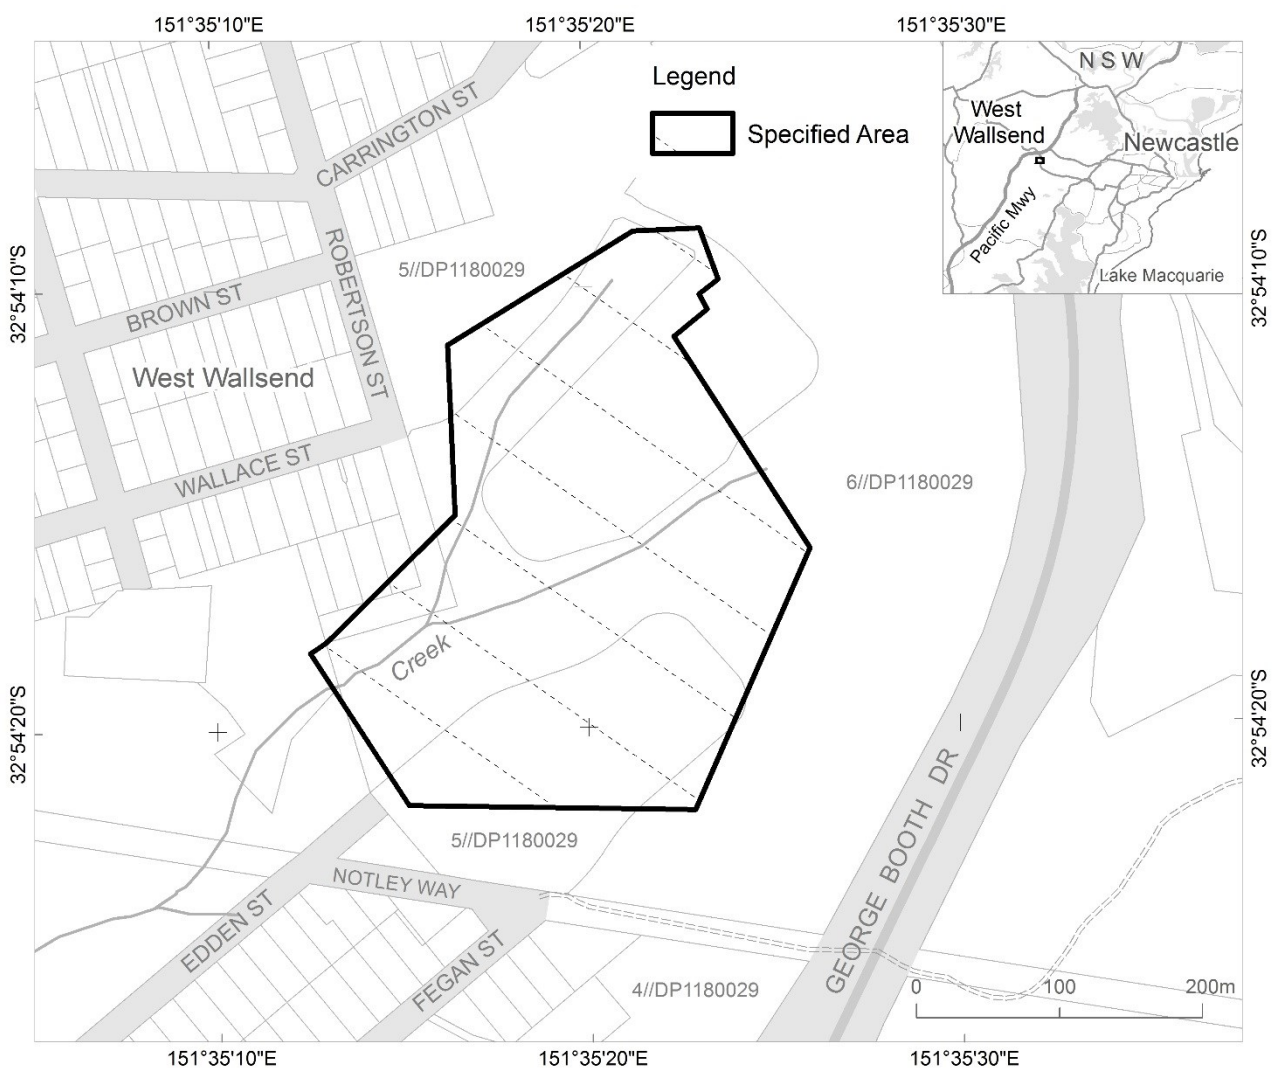 151°35'10"E
151°35'20"E
151°35'30"E
Legend
Specified Area
N S W
West
Wallsend
Newcastle
Pacific Mwy
Lake Macquarie
CARRINGTON ST
ROBERTSON ST
BROWN ST
West Wallsend
WALLACE ST
32°54'10"S
32°54'10"S
5//DP1180029
6//DP1180029
Creek
32°54'20"S
32°54'20"S
5//DP1180029
NOTLEY WAY
EDDEN ST
FEGAN ST
GEORGE BOOTH DR
4//DP1180029
0 100 200m
151°35'10"E
151°35'20"E
151°35'30"E